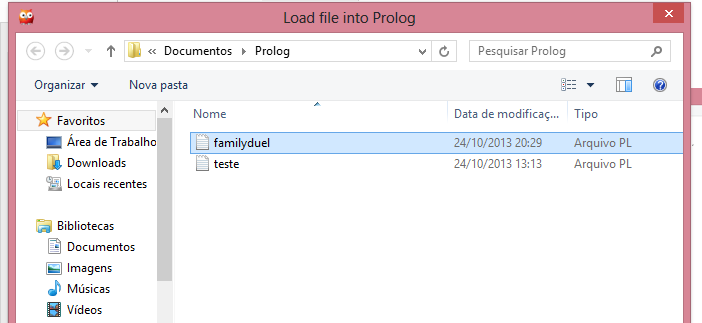 Load file into Prolog
« Documentos Prolog Pesquisar Prolog
Organizar Nova pasta
Nome Data de modificaç... Tipo
Favoritos
Área de Trabalho
Downloads
Locais recentes
Bibliotecas
Documentos
Imagens
Músicas
Vídeos
familyduel 24/10/2013 20:29 Arquivo PL
teste 24/10/2013 13:13 Arquivo PL